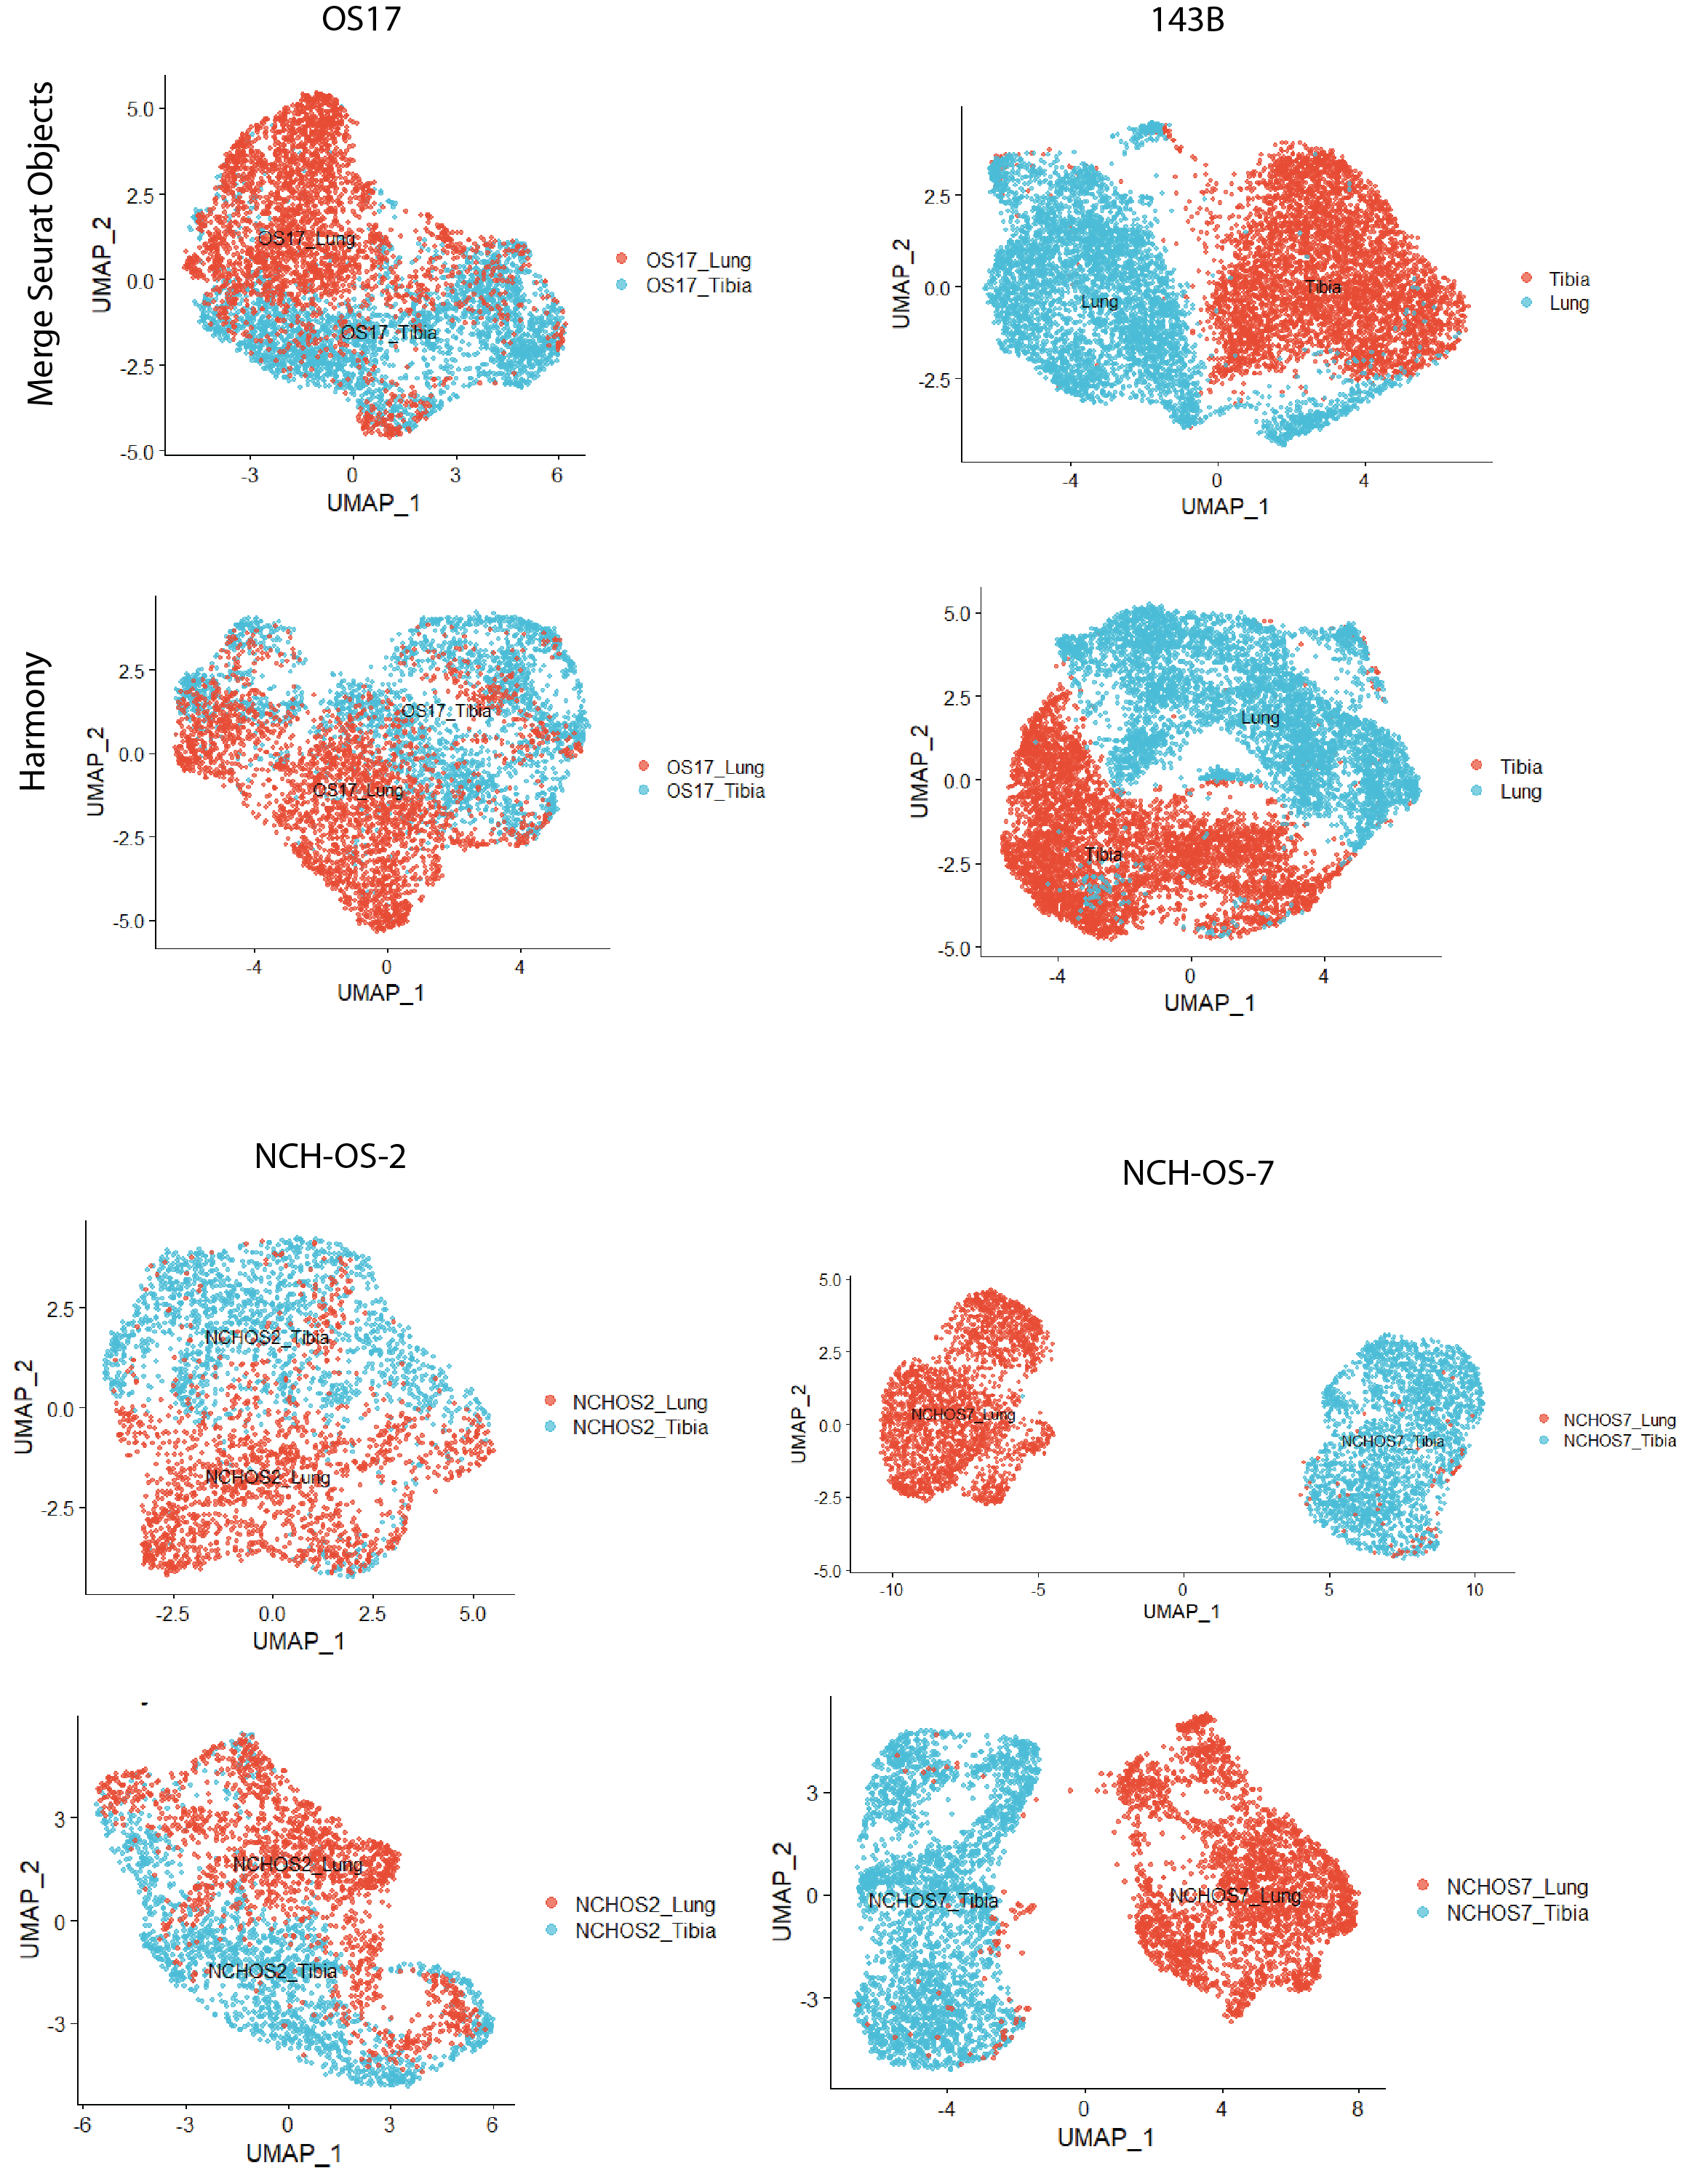 OS17
143B
Merge Seurat Objects
5.0
2.5
0.0
-2.5
-5.0
UMAP_2
OS17_Lung
OS17_Tibia
-3
0
3
6
UMAP_1
OS17_Lung
OS17_Tibia
2.5
0.0
-2.5
UMAP_2
Lung
Tibia
-4
0
4
UMAP_1
Tibia
Lung
Harmony
2.5
0.0
-2.5
-5.0
UMAP_2
OS17_Tibia
OS17_Lung
-4
0
4
UMAP_1
OS17_Lung
OS17_Tibia
5.0
2.5
0.0
-2.5
-5.0
UMAP_2
Lung
Tibia
-4
0
4
UMAP_1
Tibia
Lung
NCH-OS-2
NCH-OS-7
2.5
0.0
-2.5
UMAP_2
NCHOS2_Tibia
NCHOS2_Lung
-2.5
0.0
2.5
5.0
UMAP_1
NCHOS2_Lung
NCHOS2_Tibia
5.0
2.5
0.0
-2.5
-5.0
UMAP_2
NCHOS7_Lung
NCHOS7_Tibia
-10
-5
0
5
10
UMAP_1
NCHOS7_Lung
NCHOS7_Tibia
3
0
-3
UMAP_2
NCHOS2_Lung
NCHOS2_Tibia
-6
-3
0
3
6
UMAP_1
NCHOS2_Lung
NCHOS2_Tibia
3
0
-3
UMAP_2
NCHOS7_Tibia
NCHOS7_Lung
-4
0
4
8
UMAP_1
NCHOS7_Lung
NCHOS7_Tibia